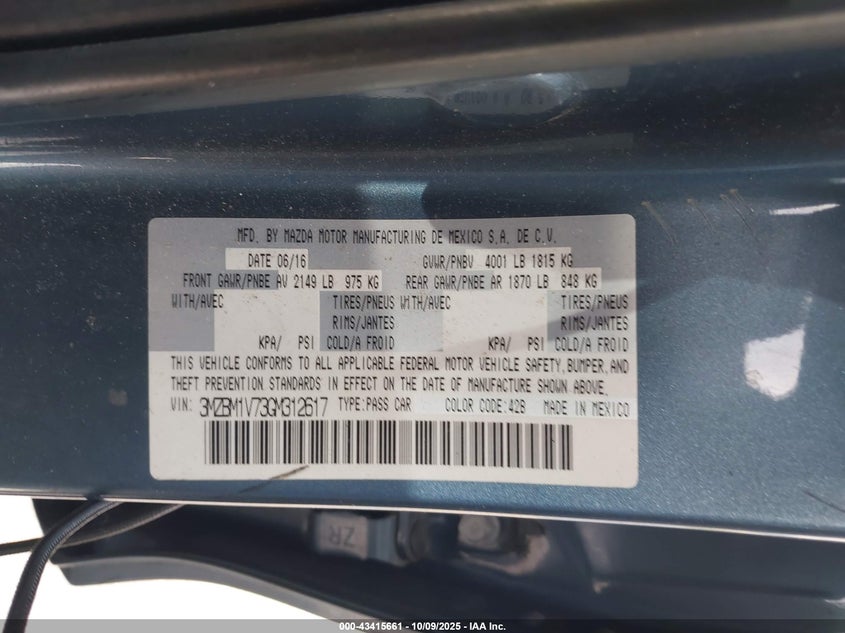 MFD. BY MAZDA MOTOR MANUFACTURING DE MEXICO S.A. DE C.V.
DATE 06/16 GVWR/PNBV 4001 LB 1815 KG
FRONT GAWR/PNBE AV 2149 LB 975 KG REAR GAWR/PNBE AR 1870 LB 848 KG
WITH/AVEC TIRES/PNEUS WITH/AVEC TIRES/PNEUS
RIMS/JANTES RIMS/JANTES
KPA/ PSI COLD/A FROID KPA/ PSI COLD/A FROID
THIS VEHICLE CONFORMS TO ALL APPLICABLE FEDERAL MOTOR VEHICLE SAFETY, BUMPER, AND
THEFT PREVENTION STANDARDS IN EFFECT ON THE DATE OF MANUFACTURE SHOWN ABOVE.
VIN: 3MZBM1V73GM312617 TYPE:PASS CAR COLOR CODE:42B MADE IN MEXICO
ZR
000-43415661 - 10/09/2025 - IAA Inc.